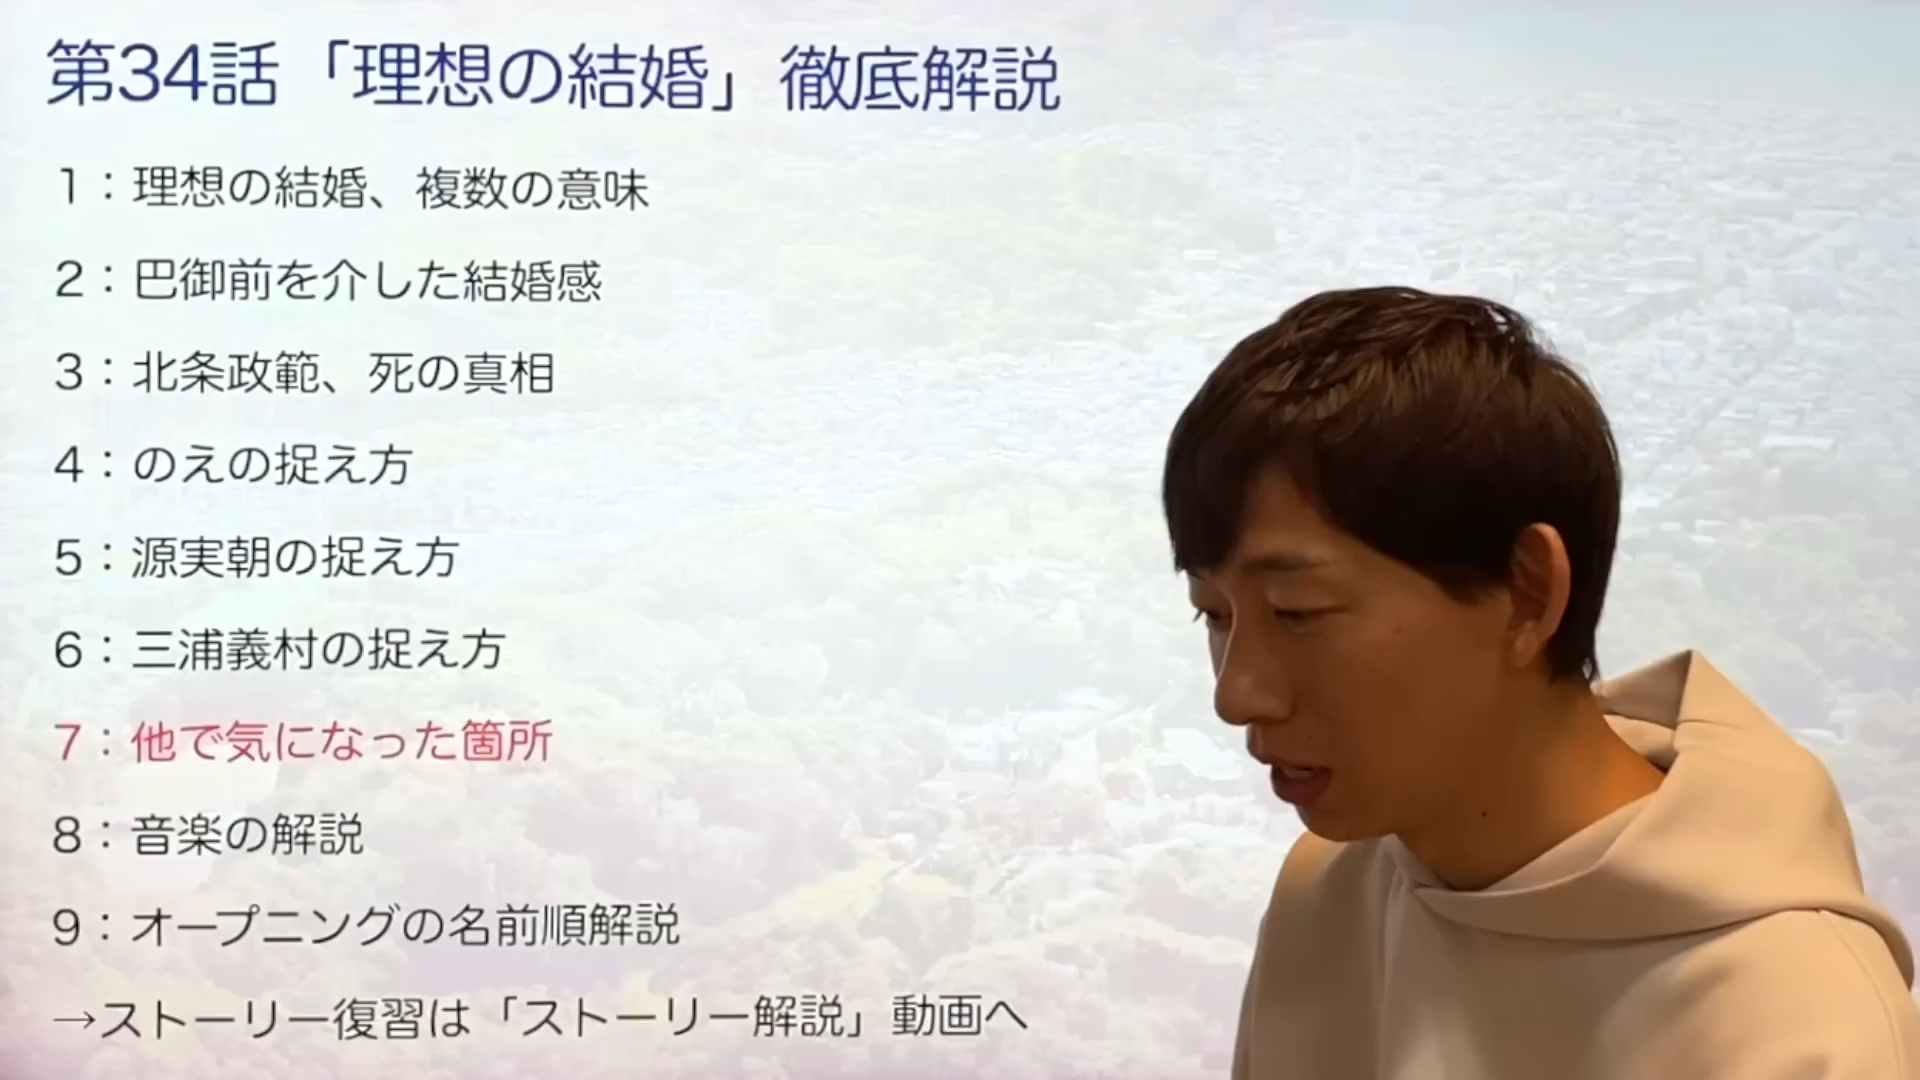 第34話「理想の結婚」徹底解説
1：理想の結婚、複数の意味
2：巴御前を介した結婚感
3：北条政範、死の真相
4：のえの捉え方
5：源実朝の捉え方
6：三浦義村の捉え方
7：他で気になった箇所
8：音楽の解説
9：オープニングの名前順解説
→ストーリー復習は「ストーリー解説」動画へ